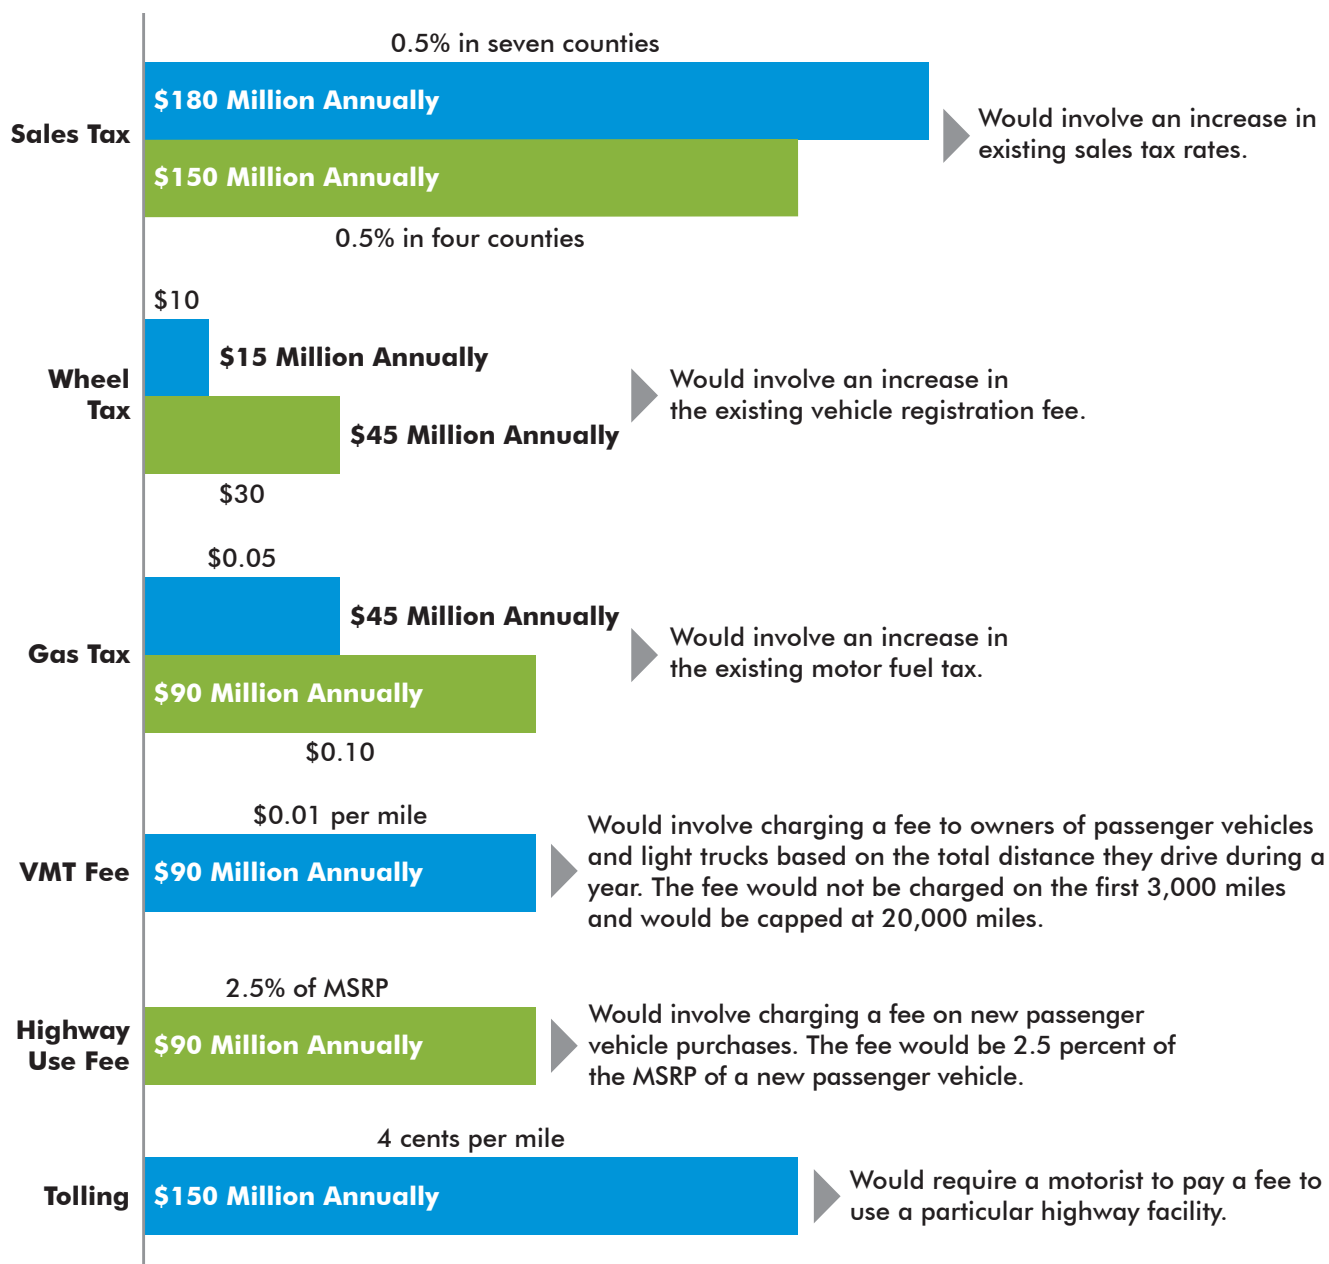 0.5% in seven counties
Sales Tax
$180 Million Annually
$150 Million Annually
0.5% in four counties
Would involve an increase in
existing sales tax rates.
$10
Wheel
Tax
$15 Million Annually
$45 Million Annually
$30
Would involve an increase in
the existing vehicle registration fee.
$0.05
Gas Tax
$45 Million Annually
$90 Million Annually
$0.10
Would involve an increase in
the existing motor fuel tax.
$0.01 per mile
VMT Fee
$90 Million Annually
Would involve charging a fee to owners of passenger vehicles
and light trucks based on the total distance they drive during a
year. The fee would not be charged on the first 3,000 miles
and would be capped at 20,000 miles.
2.5% of MSRP
Highway
Use Fee
$90 Million Annually
Would involve charging a fee on new passenger
vehicle purchases. The fee would be 2.5 percent of
the MSRP of a new passenger vehicle.
4 cents per mile
Tolling
$150 Million Annually
Would require a motorist to pay a fee to
use a particular highway facility.